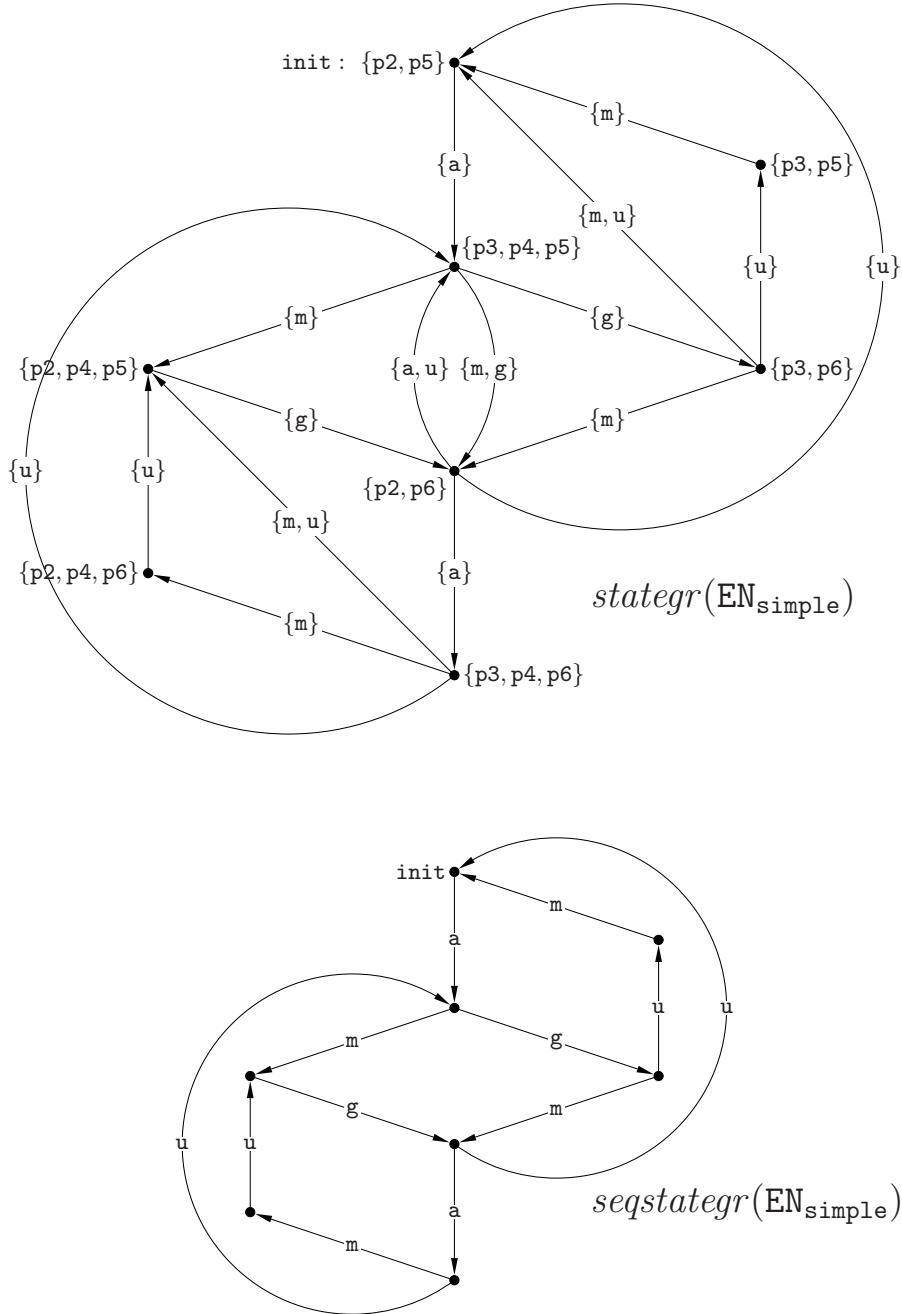 init : {p2, p5}
{m}
{a}
{p3, p5}
{m, u}
{p3, p4, p5}
{u}
{u}
{m}
{g}
{p2, p4, p5}
{a, u}
{m, g}
{p3, p6}
{g}
{m}
{u}
{u}
{p2, p6}
{m, u}
{p2, p4, p6}
{a}
stategr(EN_simple)
{m}
{p3, p4, p6}
init
m
a
u
u
m
g
g
m
u
u
a
seqstategr(EN_simple)
m